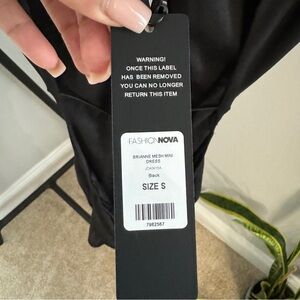 WARNING!
ONCE THIS LABEL
HAS BEEN REMOVED
YOU CAN NO LONGER
RETURN THIS ITEM
FASHIONNOVA
BRIANNE MESH MINI
DRESS
Black
SIZE S
7982567